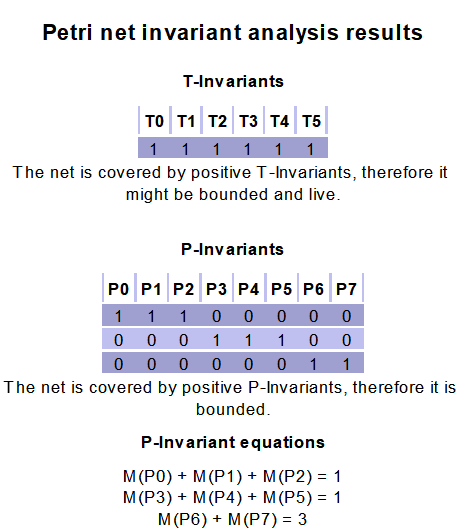 Petri net invariant analysis results
T-Invariants
T0 T1 T2 T3 T4 T5
1 1 1 1 1 1
The net is covered by positive T-Invariants, therefore it
might be bounded and live.
P-Invariants
P0 P1 P2 P3 P4 P5 P6 P7
1 1 1 0 0 0 0 0
0 0 0 1 1 1 0 0
0 0 0 0 0 0 1 1
The net is covered by positive P-Invariants, therefore it is
bounded.
P-Invariant equations
M(P0) + M(P1) + M(P2) = 1
M(P3) + M(P4) + M(P5) = 1
M(P6) + M(P7) = 3